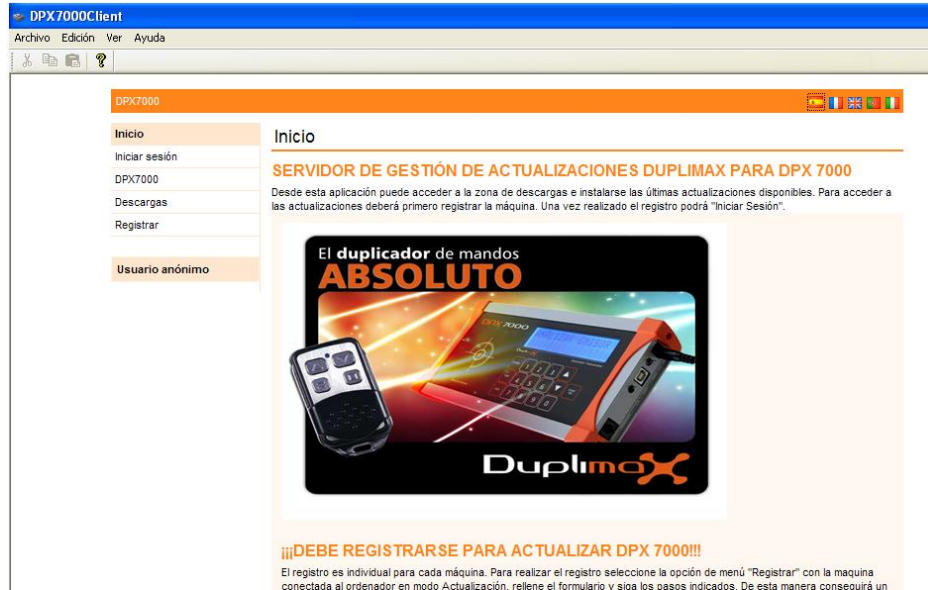 DPX7000Client
Archivo Edición Ver Ayuda
DPX7000
Inicio
Iniciar sesión
DPX7000
Descargas
Registrar
Usuario anónimo
Inicio
SERVIDOR DE GESTIÓN DE ACTUALIZACIONES DUPLIMAX PARA DPX 7000
Desde esta aplicación puede acceder a la zona de descargas e instalarse las últimas actualizaciones disponibles. Para acceder a
las actualizaciones deberá primero registrar la máquina. Una vez realizado el registro podrá "Iniciar Sesión".
El duplicador de mandos
ABSOLUTO
DPX 7000
Duplimax
¡¡¡DEBE REGISTRARSE PARA ACTUALIZAR DPX 7000!!!
El registro es individual para cada máquina. Para realizar el registro seleccione la opción de menú "Registrar" con la maquina
conectada al ordenador en modo Actualización, rellene el formulario y siga los pasos indicados. De esta manera conseguirá un